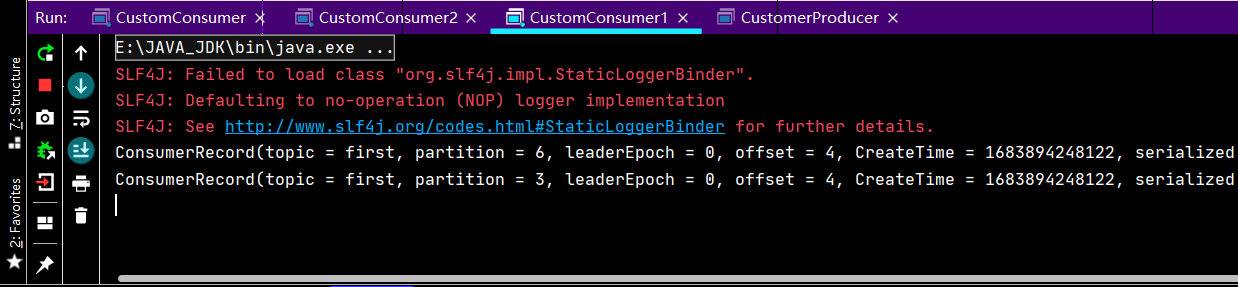 Run: CustomConsumer CustomConsumer2 CustomConsumer1 CustomerProducer
7: Structure
2: Favorites
E:\JAVA_JDK\bin\java.exe ...
SLF4J: Failed to load class "org.slf4j.impl.StaticLoggerBinder".
SLF4J: Defaulting to no-operation (NOP) logger implementation
SLF4J: See http://www.slf4j.org/codes.html#StaticLoggerBinder for further details.
ConsumerRecord(topic = first, partition = 6, leaderEpoch = 0, offset = 4, CreateTime = 1683894248122, serialized
ConsumerRecord(topic = first, partition = 3, leaderEpoch = 0, offset = 4, CreateTime = 1683894248122, serialized